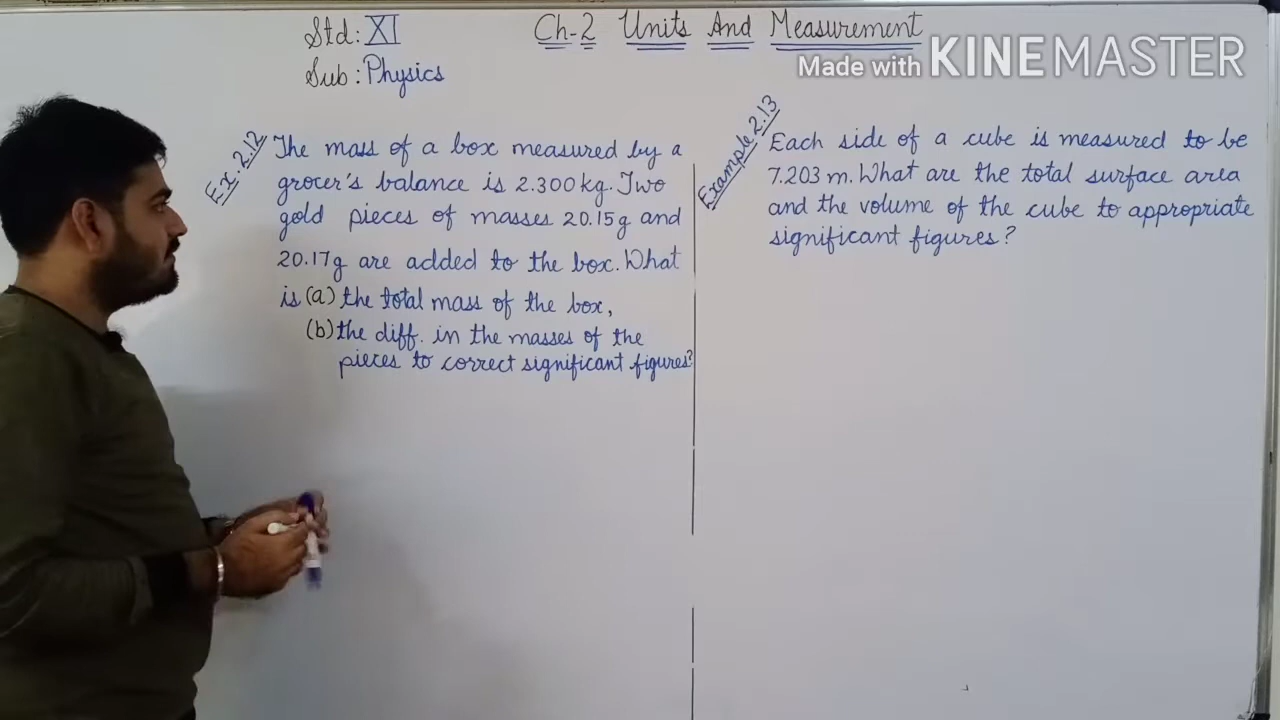 Std: XI
Sub: Physics
Ch-2 Units And Measurement
Made with KINEMASTER
Ex. 2.12
The mass of a box measured by a
grocer's balance is 2.300 kg. Two
gold pieces of masses 20.15g and
20.17g are added to the box. What
is (a) the total mass of the box,
(b) the diff. in the masses of the
pieces to correct significant figures?
Example 2.13
Each side of a cube is measured to be
7.203 m. What are the total surface area
and the volume of the cube to appropriate
significant figures?